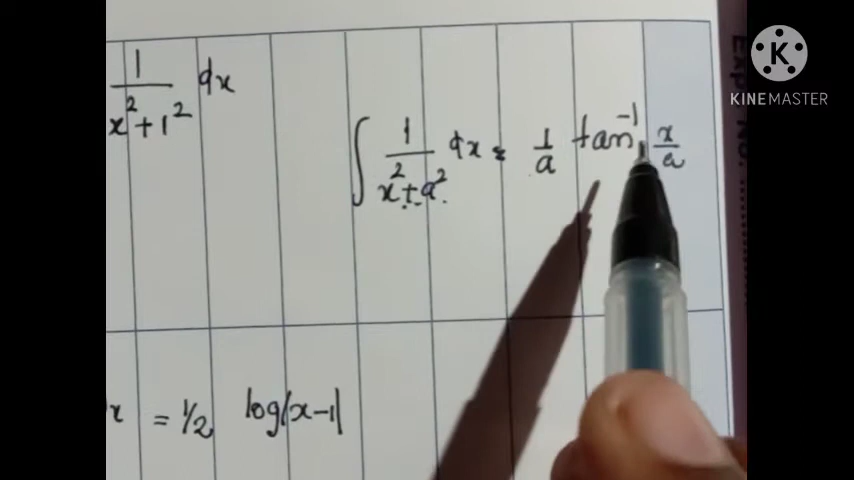 1/x²+1² dx
∫ 1/x²+a² dx = 1/a tan⁻¹ x/a
= 1/2 log|x-1|
K
KINEMASTER